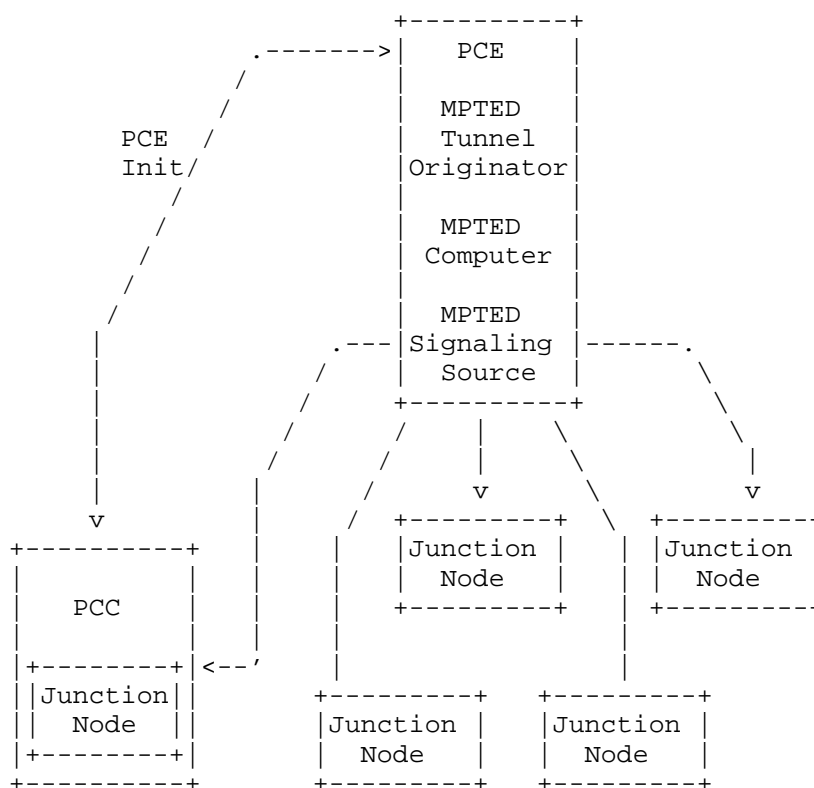 PCE
MPTED
Tunnel
Originator
PCE
Init
MPTED
Computer
MPTED
Signaling
Source
Junction
Node
Junction
Node
PCC
Junction
Node
Junction
Node
Junction
Node